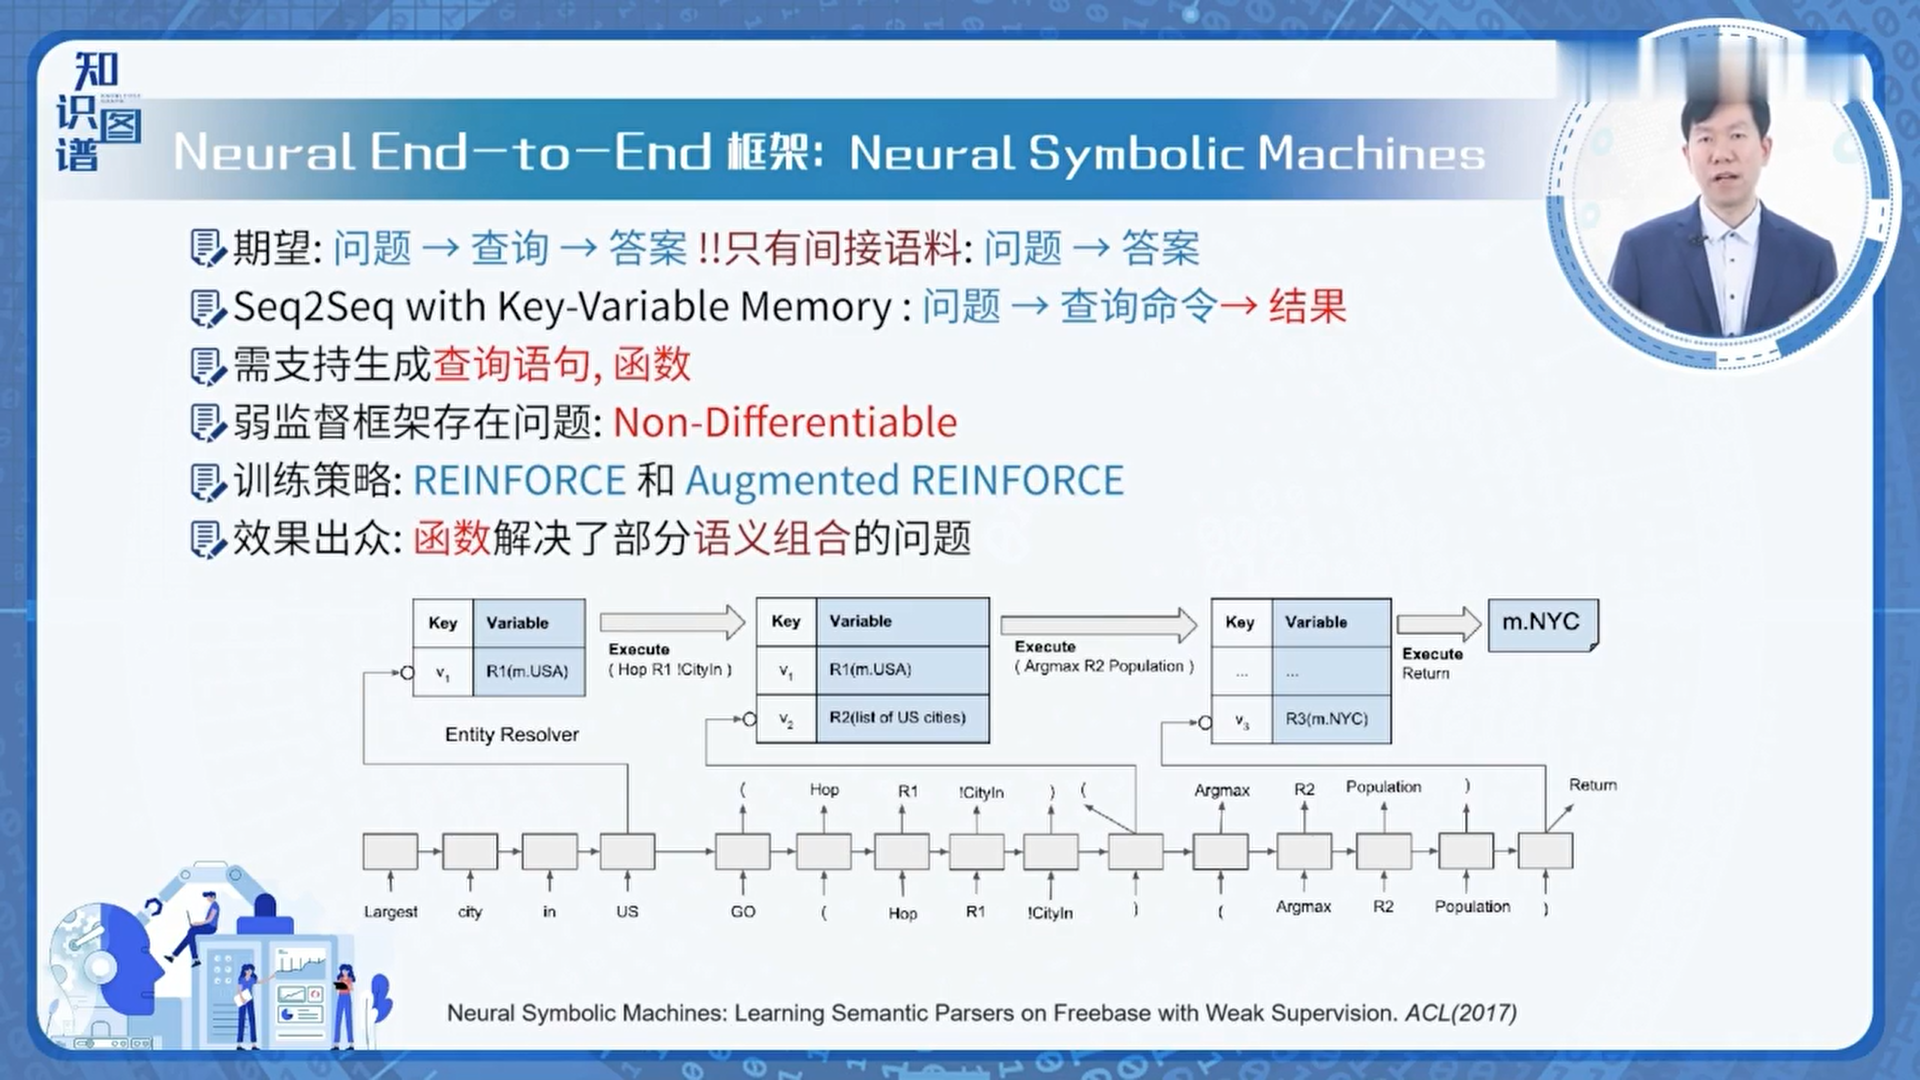 知识图谱
Neural End-to-End 框架: Neural Symbolic Machines
期望: 问题 → 查询 → 答案 !!只有间接语料: 问题 → 答案
Seq2Seq with Key-Variable Memory : 问题 → 查询命令→ 结果
需支持生成查询语句, 函数
弱监督框架存在问题: Non-Differentiable
训练策略: REINFORCE 和 Augmented REINFORCE
效果出众: 函数解决了部分语义组合的问题
Key Variable
v1 R1(m.USA)
Entity Resolver
Execute
( Hop R1 !CityIn )
Key Variable
v1 R1(m.USA)
v2 R2(list of US cities)
Execute
( Argmax R2 Population )
Key Variable
... ...
v3 R3(m.NYC)
Execute
Return
m.NYC
( Hop R1 !CityIn ) ( Argmax R2 Population ) Return
Largest city in US GO ( Hop R1 !CityIn ) ( Argmax R2 Population )
Neural Symbolic Machines: Learning Semantic Parsers on Freebase with Weak Supervision. ACL(2017)